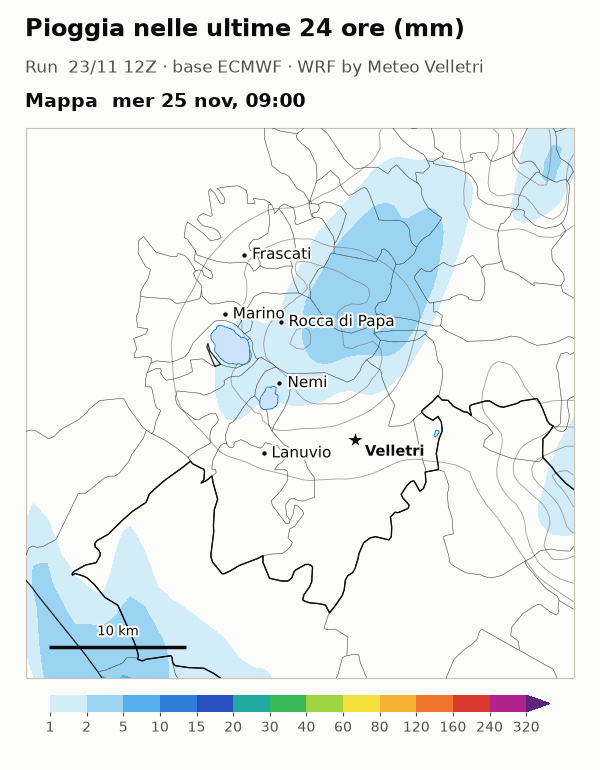 Pioggia nelle ultime 24 ore (mm)
Run  23/11 12Z · base ECMWF · WRF by Meteo Velletri
Mappa  mer 25 nov, 09:00
Frascati
Marino
Rocca di Papa
Nemi
Velletri
Lanuvio
10 km
1 2 5 10 15 20 30 40 60 80 120 160 240 320